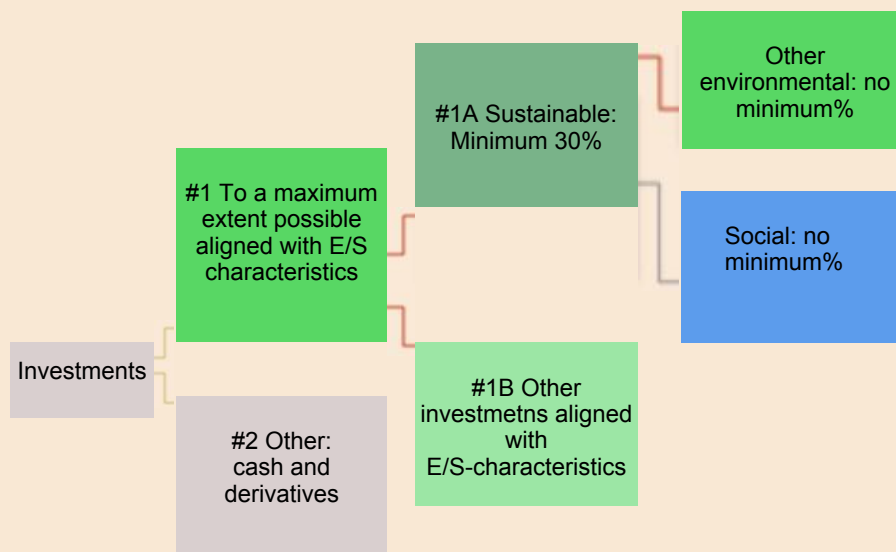 Investments
#1 To a maximum
extent possible
aligned with E/S
characteristics
#2 Other:
cash and
derivatives
#1A Sustainable:
Minimum 30%
#1B Other
investmetns aligned
with
E/S-characteristics
Other
environmental: no
minimum%
Social: no
minimum%